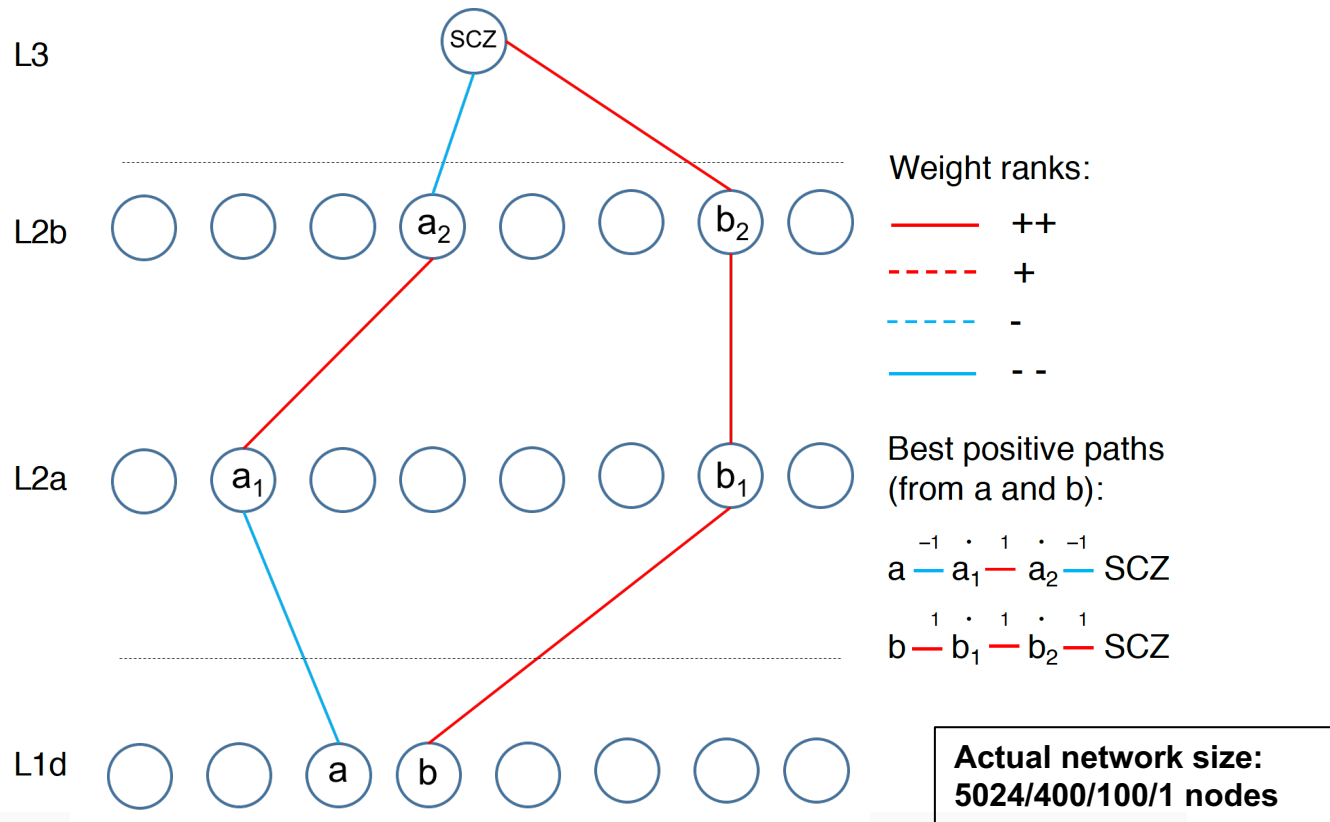 L3
SCZ
L2b
a₂
b₂
L2a
a₁
b₁
L1d
a
b
Weight ranks:
++
+
-
- -
Best positive paths
(from a and b):
−1 · 1 · −1
a a₁ a₂ SCZ
1 · 1 · 1
b b₁ b₂ SCZ
Actual network size:
5024/400/100/1 nodes